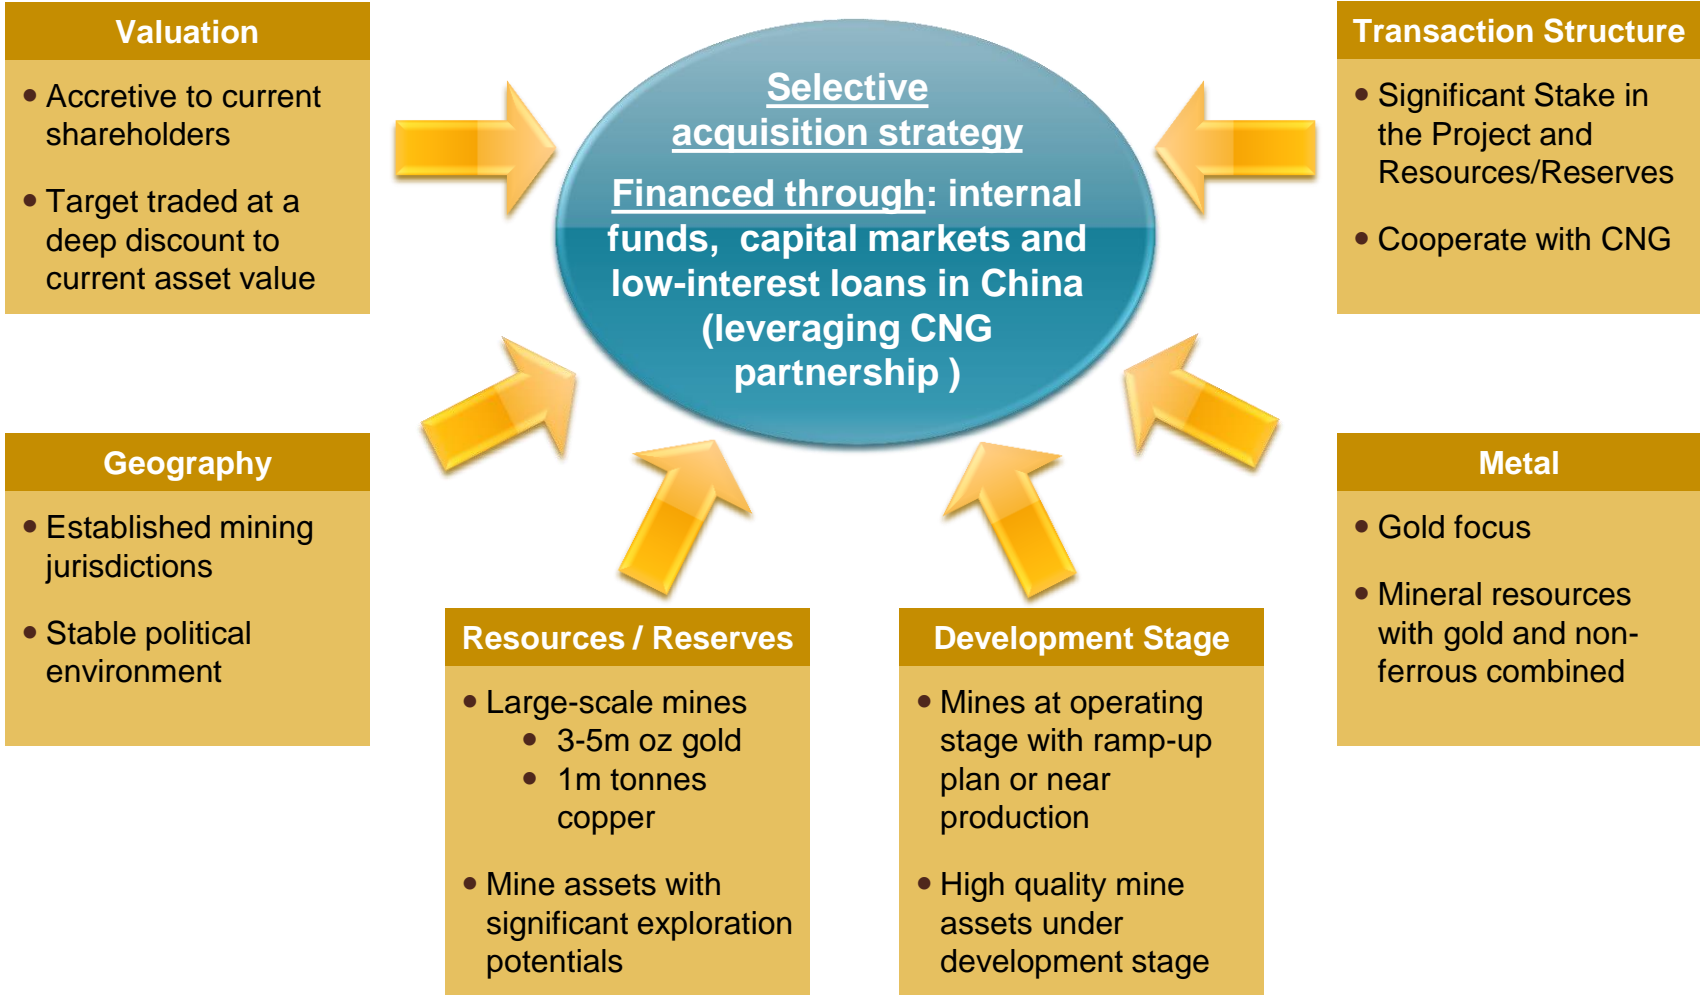 Valuation
• Accretive to current
shareholders
• Target traded at a
deep discount to
current asset value
Selective
acquisition strategy
Financed through: internal
funds,  capital markets and
low-interest loans in China
(leveraging CNG
partnership )
Transaction Structure
• Significant Stake in
the Project and
Resources/Reserves
• Cooperate with CNG
Geography
• Established mining
jurisdictions
• Stable political
environment
Resources / Reserves
• Large-scale mines
• 3-5m oz gold
• 1m tonnes
copper
• Mine assets with
significant exploration
potentials
Development Stage
• Mines at operating
stage with ramp-up
plan or near
production
• High quality mine
assets under
development stage
Metal
• Gold focus
• Mineral resources
with gold and non-
ferrous combined